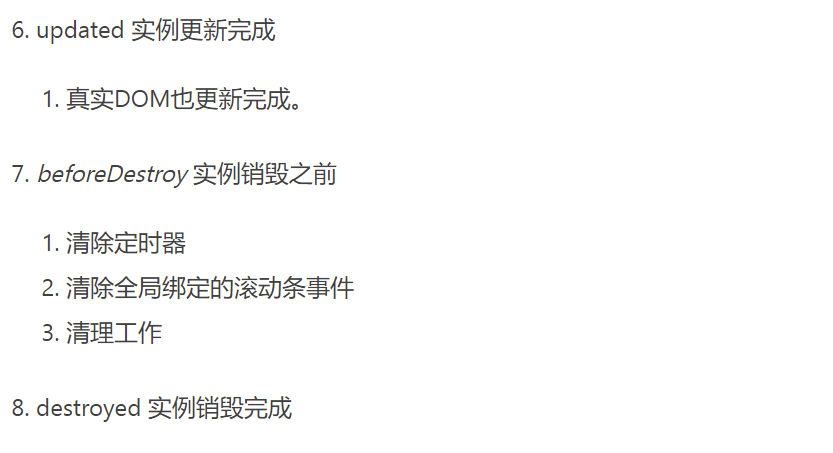 6. updated 实例更新完成
1. 真实DOM也更新完成。
7. beforeDestroy 实例销毁之前
1. 清除定时器
2. 清除全局绑定的滚动条事件
3. 清理工作
8. destroyed 实例销毁完成